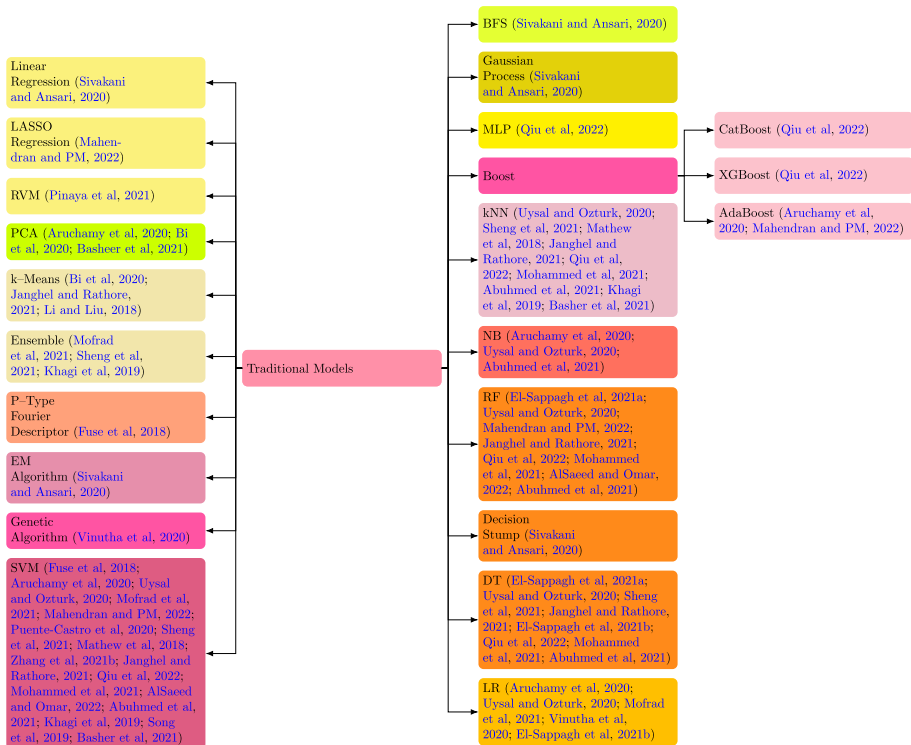 Linear
Regression (Sivakani
and Ansari, 2020)
LASSO
Regression (Mahen-
dran and PM, 2022)
RVM (Pinaya et al, 2021)
PCA (Aruchamy et al, 2020; Bi
et al, 2020; Basheer et al, 2021)
k–Means (Bi et al, 2020;
Janghel and Rathore,
2021; Li and Liu, 2018)
Ensemble (Mofrad
et al, 2021; Sheng et al,
2021; Khagi et al, 2019)
P–Type
Fourier
Descriptor (Fuse et al, 2018)
EM
Algorithm (Sivakani
and Ansari, 2020)
Genetic
Algorithm (Vinutha et al, 2020)
SVM (Fuse et al, 2018;
Aruchamy et al, 2020; Uysal
and Ozturk, 2020; Mofrad et al,
2021; Mahendran and PM, 2022;
Puente-Castro et al, 2020; Sheng
et al, 2021; Mathew et al, 2018;
Zhang et al, 2021b; Janghel and
Rathore, 2021; Qiu et al, 2022;
Mohammed et al, 2021; AlSaeed
and Omar, 2022; Abuhmed et al,
2021; Khagi et al, 2019; Song
et al, 2019; Basher et al, 2021)
Traditional Models
BFS (Sivakani and Ansari, 2020)
Gaussian
Process (Sivakani
and Ansari, 2020)
MLP (Qiu et al, 2022)
Boost
kNN (Uysal and Ozturk, 2020;
Sheng et al, 2021; Mathew
et al, 2018; Janghel and
Rathore, 2021; Qiu et al,
2022; Mohammed et al, 2021;
Abuhmed et al, 2021; Khagi
et al, 2019; Basher et al, 2021)
NB (Aruchamy et al, 2020;
Uysal and Ozturk, 2020;
Abuhmed et al, 2021)
RF (El-Sappagh et al, 2021a;
Uysal and Ozturk, 2020;
Mahendran and PM, 2022;
Janghel and Rathore, 2021;
Qiu et al, 2022; Mohammed
et al, 2021; AlSaeed and Omar,
2022; Abuhmed et al, 2021)
Decision
Stump (Sivakani
and Ansari, 2020)
DT (El-Sappagh et al, 2021a;
Uysal and Ozturk, 2020; Sheng
et al, 2021; Janghel and Rathore,
2021; El-Sappagh et al, 2021b;
Qiu et al, 2022; Mohammed
et al, 2021; Abuhmed et al, 2021)
LR (Aruchamy et al, 2020;
Uysal and Ozturk, 2020; Mofrad
et al, 2021; Vinutha et al,
2020; El-Sappagh et al, 2021b)
CatBoost (Qiu et al, 2022)
XGBoost (Qiu et al, 2022)
AdaBoost (Aruchamy et al,
2020; Mahendran and PM, 2022)